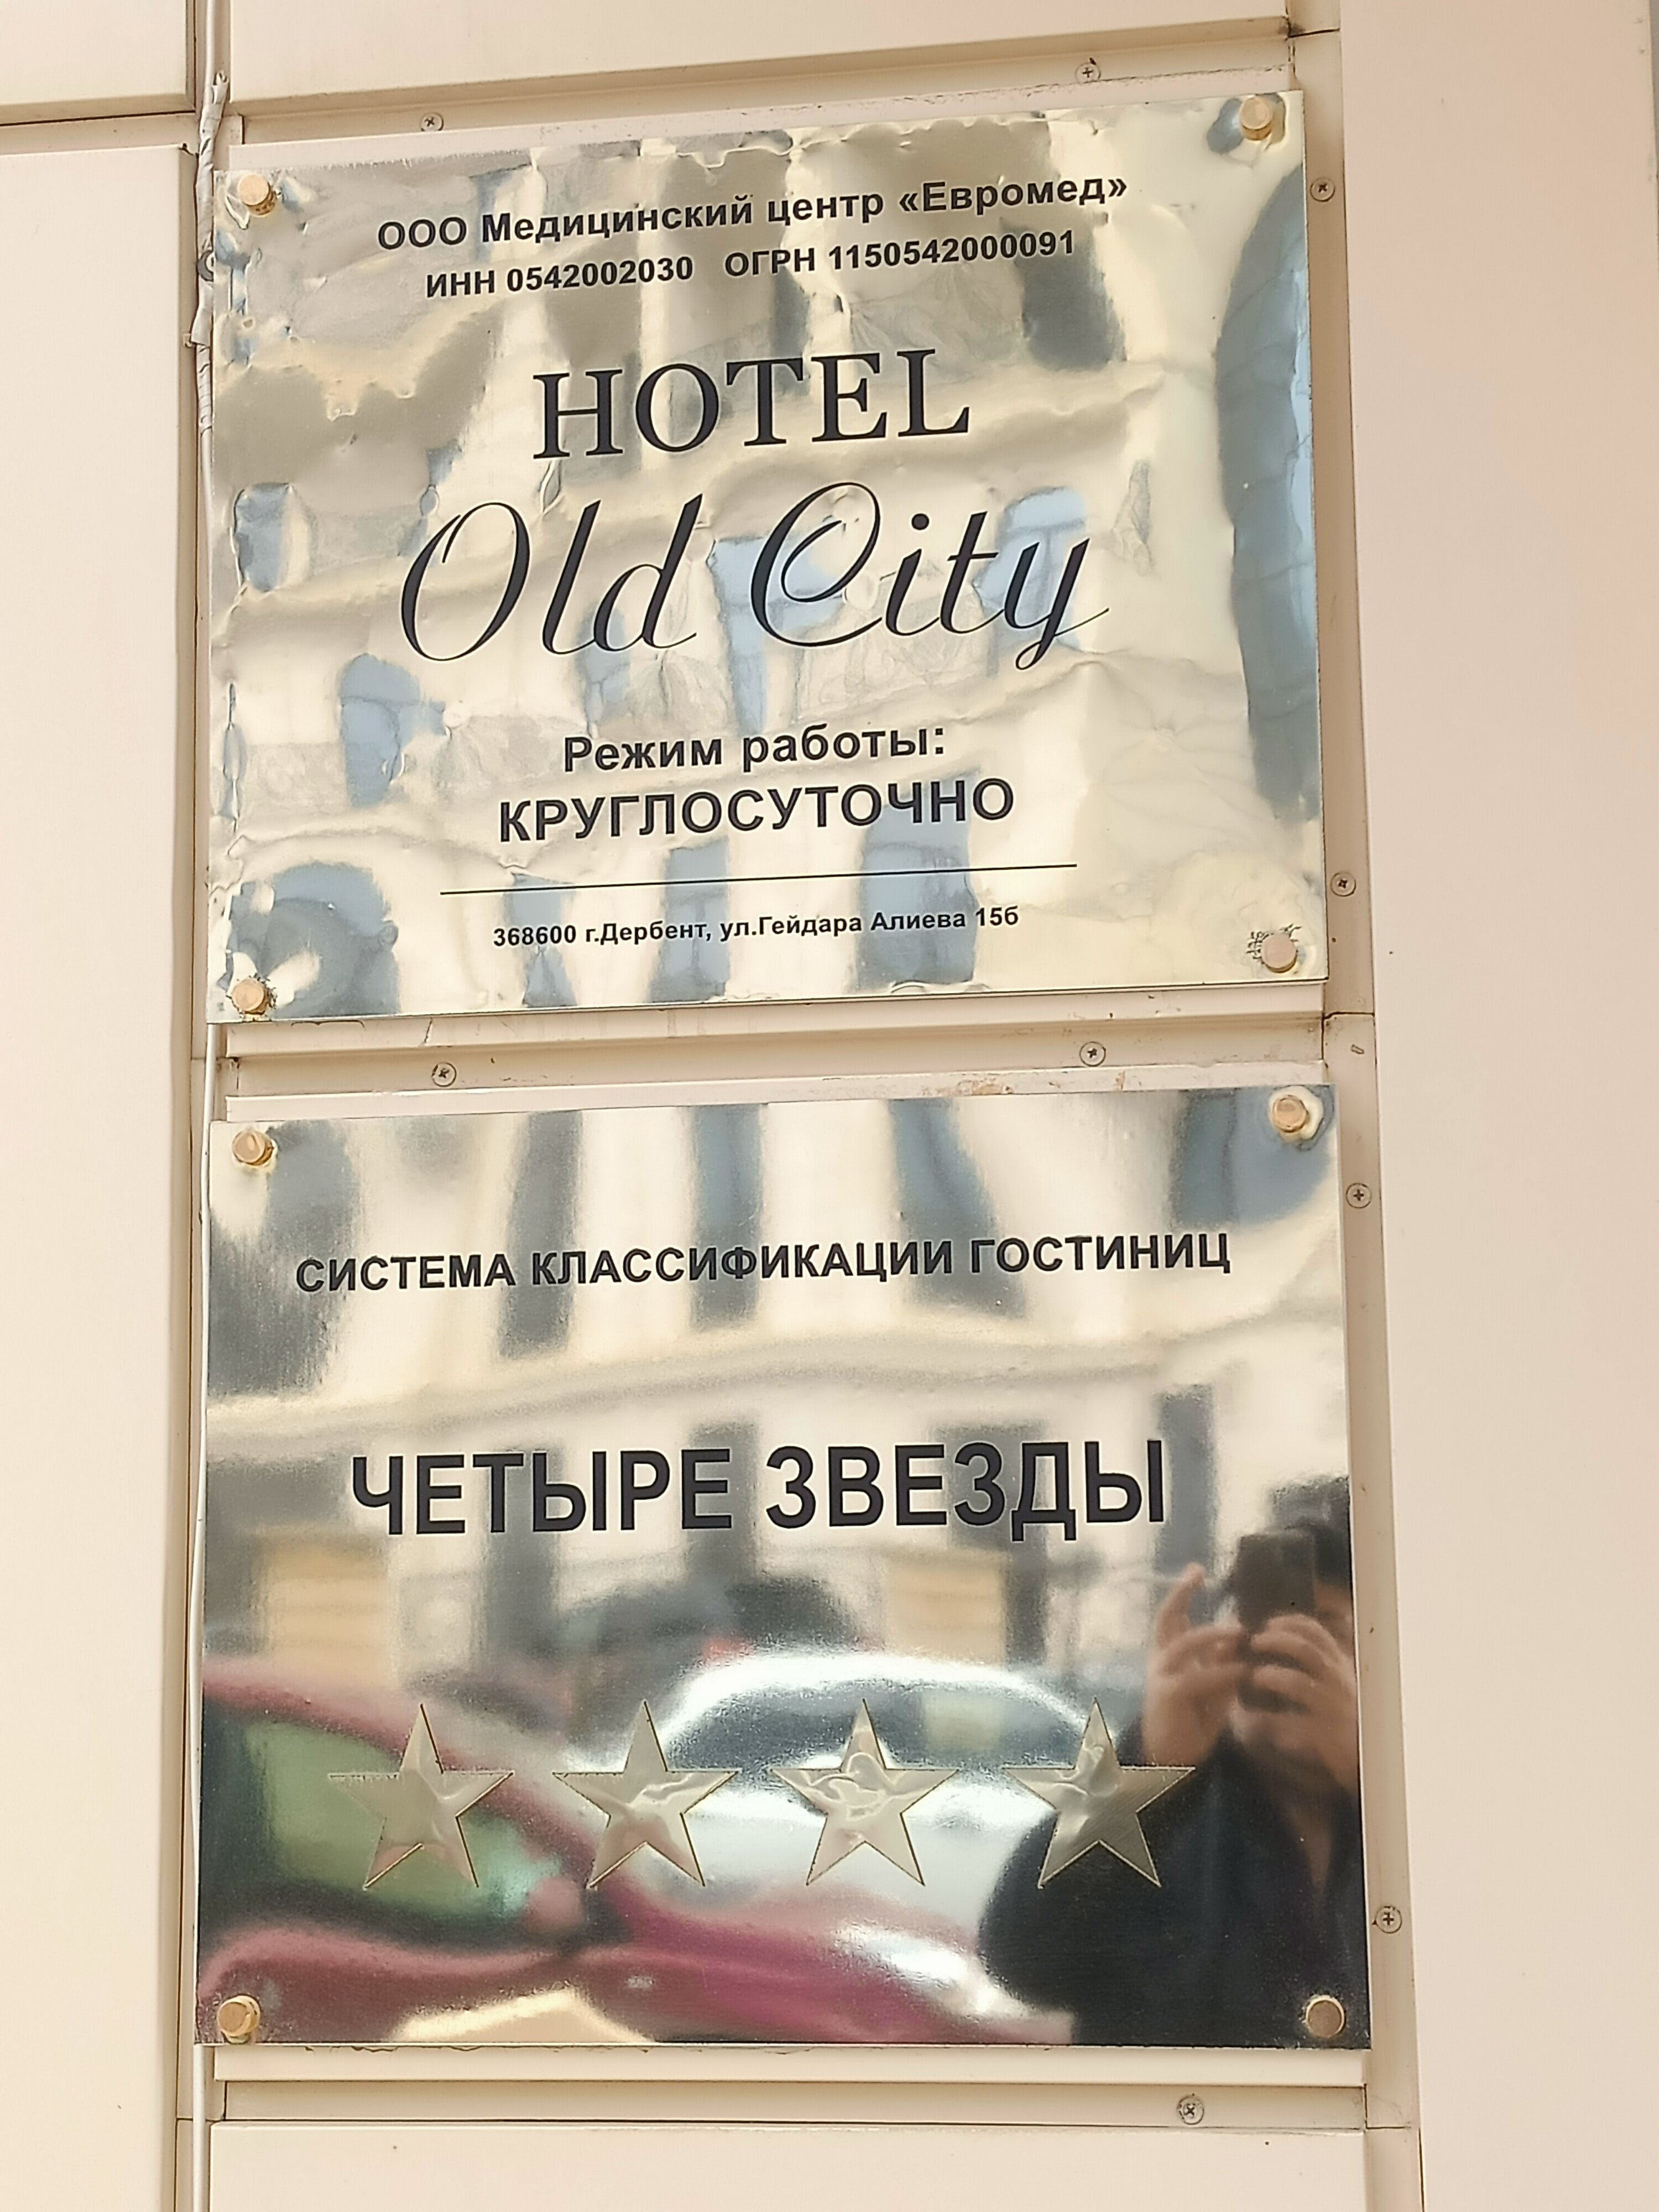 ООО Медицинский центр «Евромед»
ИНН 0542002030 ОГРН 1150542000091
HOTEL
Old City
Режим работы:
КРУГЛОСУТОЧНО
368600 г.Дербент, ул.Гейдара Алиева 15б
СИСТЕМА КЛАССИФИКАЦИИ ГОСТИНИЦ
ЧЕТЫРЕ ЗВЕЗДЫ